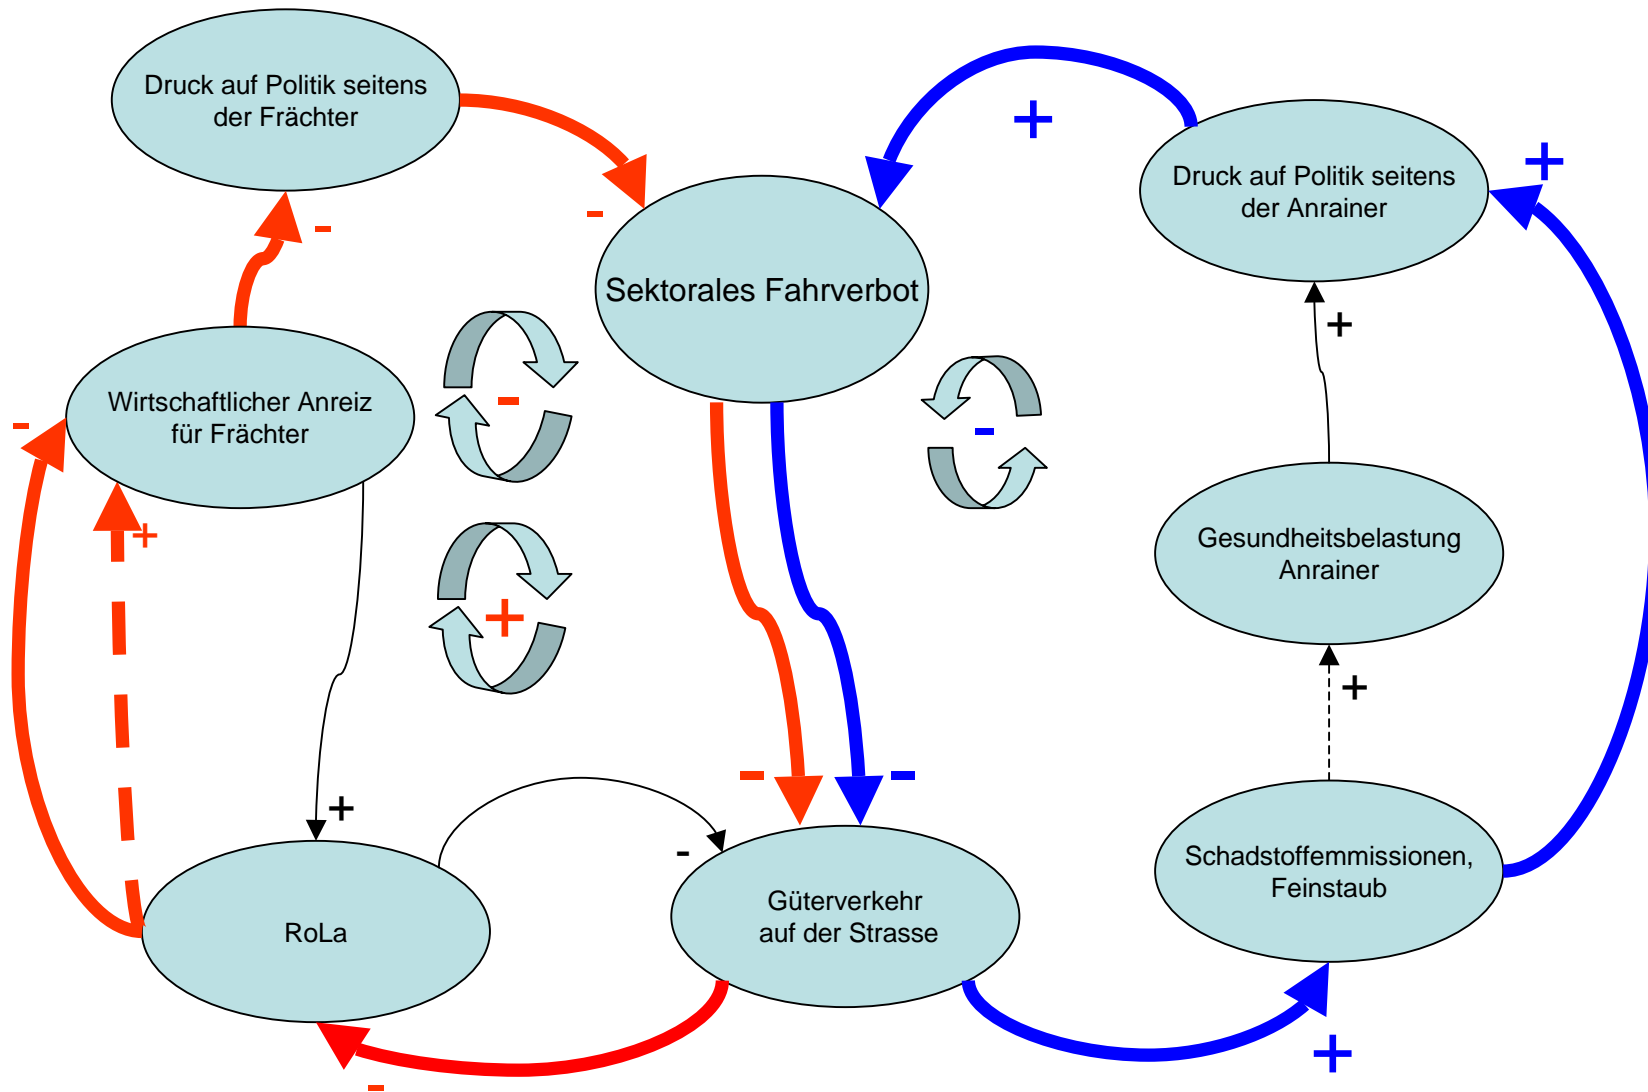 Druck auf Politik seitens
der Frächter
+
+
Druck auf Politik seitens
der Anrainer
-
-
Sektorales Fahrverbot
+
Wirtschaftlicher Anreiz
für Frächter
-
-
-
+
Gesundheitsbelastung
Anrainer
+
+
+
-
-
Schadstoffemmissionen,
Feinstaub
-
Güterverkehr
auf der Strasse
RoLa
+
-